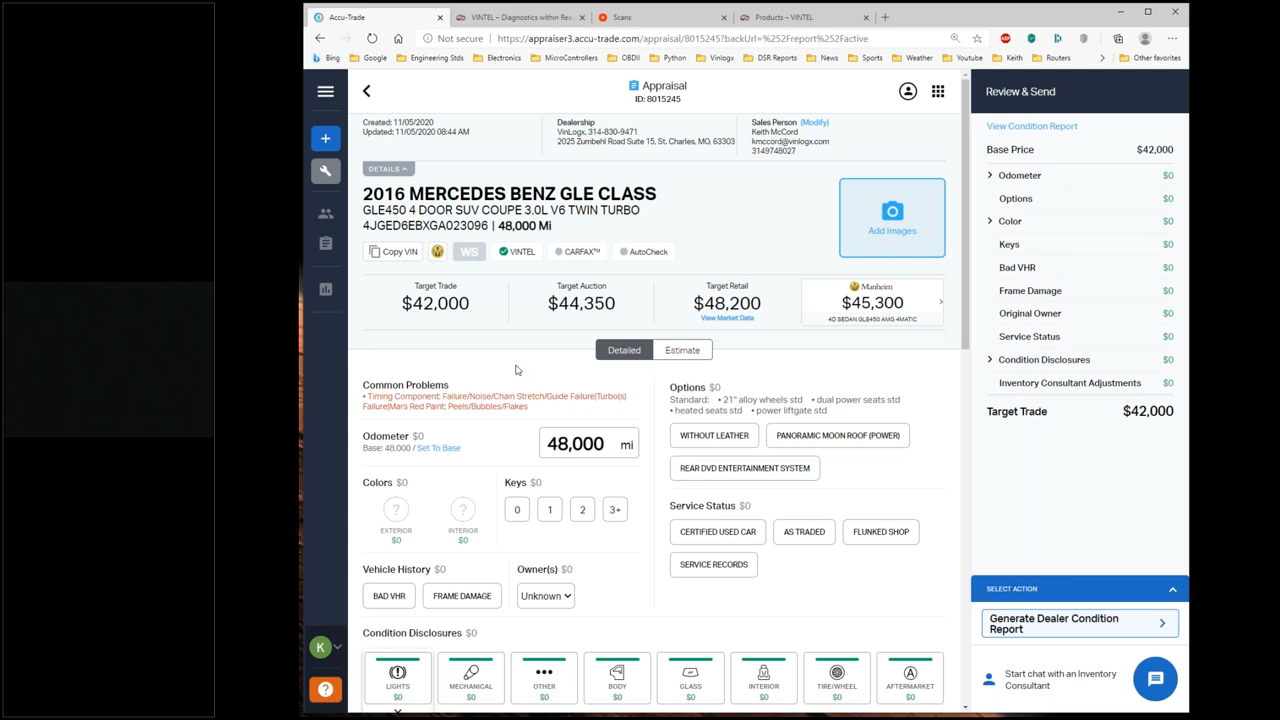 Accu-Trade
VINTEL – Diagnostics within Rea
Scans
Products – VINTEL
Not secure
https://appraiser3.accu-trade.com/appraisal/8015245?backUrl=%252Freport%252Factive
Bing
Google
Engineering Stds
Electronics
MicroControllers
OBDII
Python
Vinlogx
DSR Reports
News
Sports
Weather
Youtube
Keith
Routers
Other favorites
Appraisal
ID: 8015245
Created: 11/05/2020
Updated: 11/05/2020 08:44 AM
Dealership
VinLogx, 314-830-9471
2025 Zumbehl Road Suite 15, St. Charles, MO, 63303
Sales Person (Modify)
Keith McCord
kmccord@vinlogx.com
3149748027
DETAILS
2016 MERCEDES BENZ GLE CLASS
GLE450 4 DOOR SUV COUPE 3.0L V6 TWIN TURBO
4JGED6EBXGA023096 | 48,000 Mi
Copy VIN
WS
VINTEL
CARFAX™
AutoCheck
Add Images
Target Trade
$42,000
Target Auction
$44,350
Target Retail
$48,200
View Market Data
Manheim
$45,300
4D SEDAN GLE450 AMG 4MATIC
Detailed
Estimate
Common Problems
• Timing Component: Failure/Noise/Chain Stretch/Guide Failure|Turbo(s)
Failure|Mars Red Paint: Peels/Bubbles/Flakes
Odometer $0
Base: 48,000 / Set To Base
48,000 mi
Colors $0
?
?
EXTERIOR
$0
INTERIOR
$0
Keys $0
0
1
2
3+
Vehicle History $0
BAD VHR
FRAME DAMAGE
Owner(s) $0
Unknown
Options $0
Standard: • 21" alloy wheels std • dual power seats std
• heated seats std • power liftgate std
WITHOUT LEATHER
PANORAMIC MOON ROOF (POWER)
REAR DVD ENTERTAINMENT SYSTEM
Service Status $0
CERTIFIED USED CAR
AS TRADED
FLUNKED SHOP
SERVICE RECORDS
Condition Disclosures $0
LIGHTS
$0
MECHANICAL
$0
OTHER
$0
BODY
$0
GLASS
$0
INTERIOR
$0
TIRE/WHEEL
$0
AFTERMARKET
$0
K
?
Review & Send
View Condition Report
Base Price $42,000
Odometer $0
Options $0
Color $0
Keys $0
Bad VHR $0
Frame Damage $0
Original Owner $0
Service Status $0
Condition Disclosures $0
Inventory Consultant Adjustments $0
Target Trade $42,000
SELECT ACTION
Generate Dealer Condition
Report
Start chat with an Inventory
Consultant